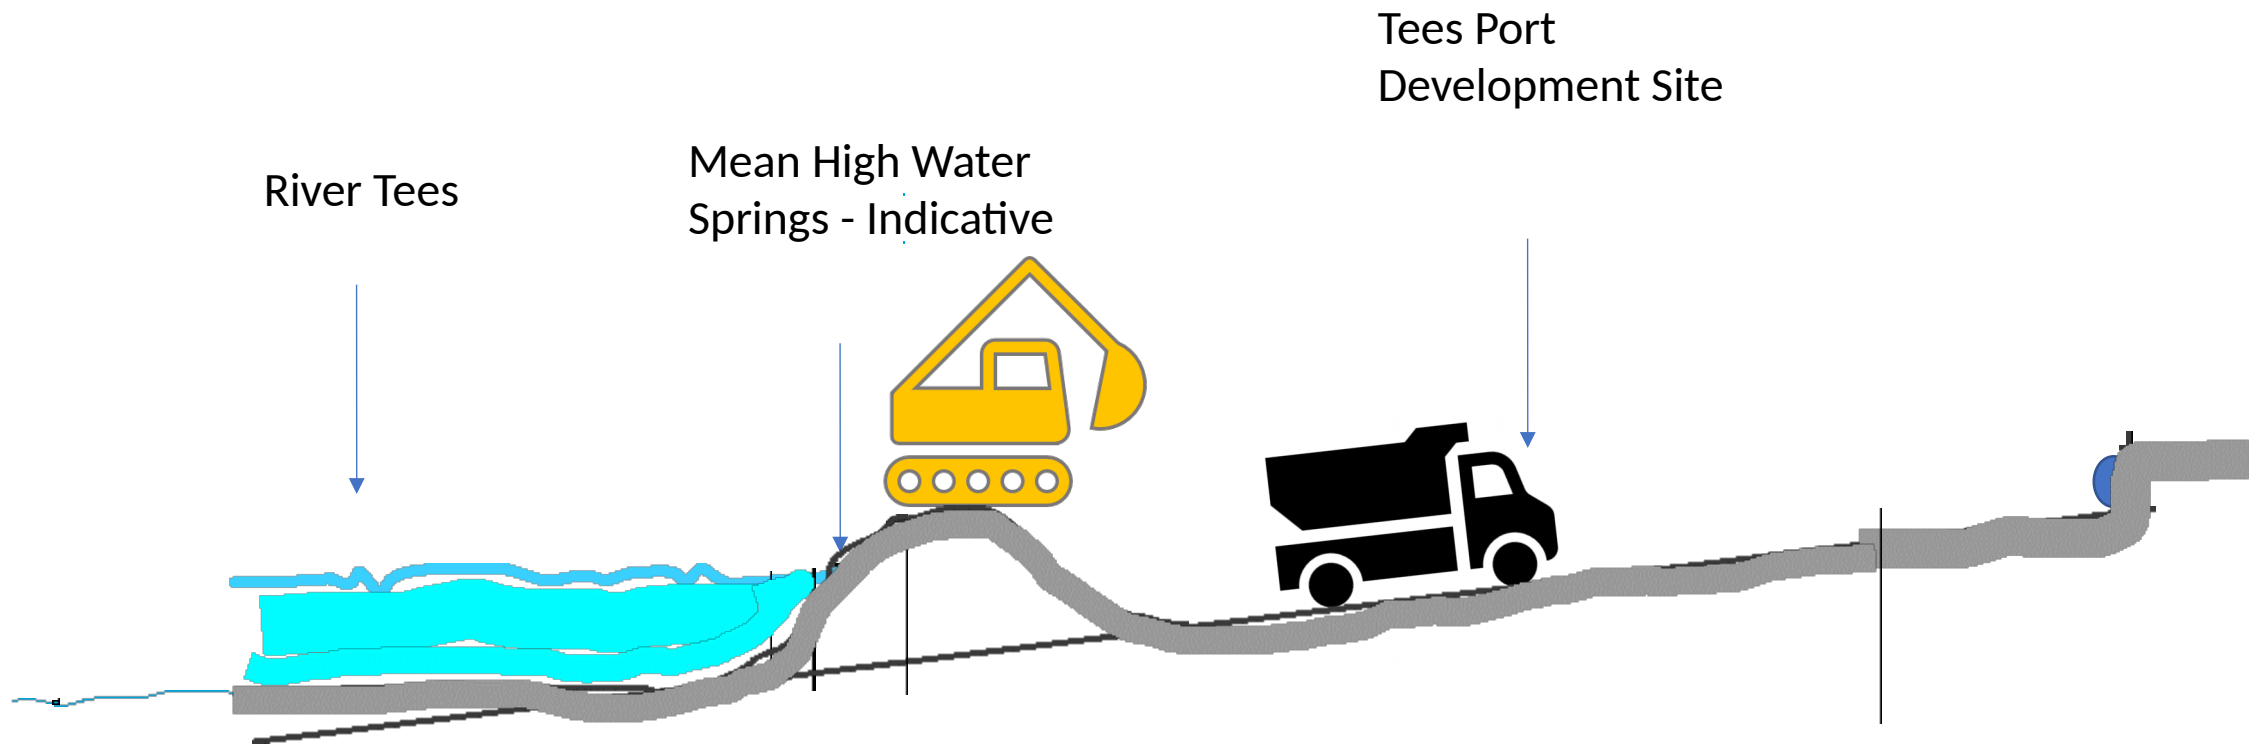 Tees Port
Development Site
Mean High Water
Springs - Indicative
River Tees